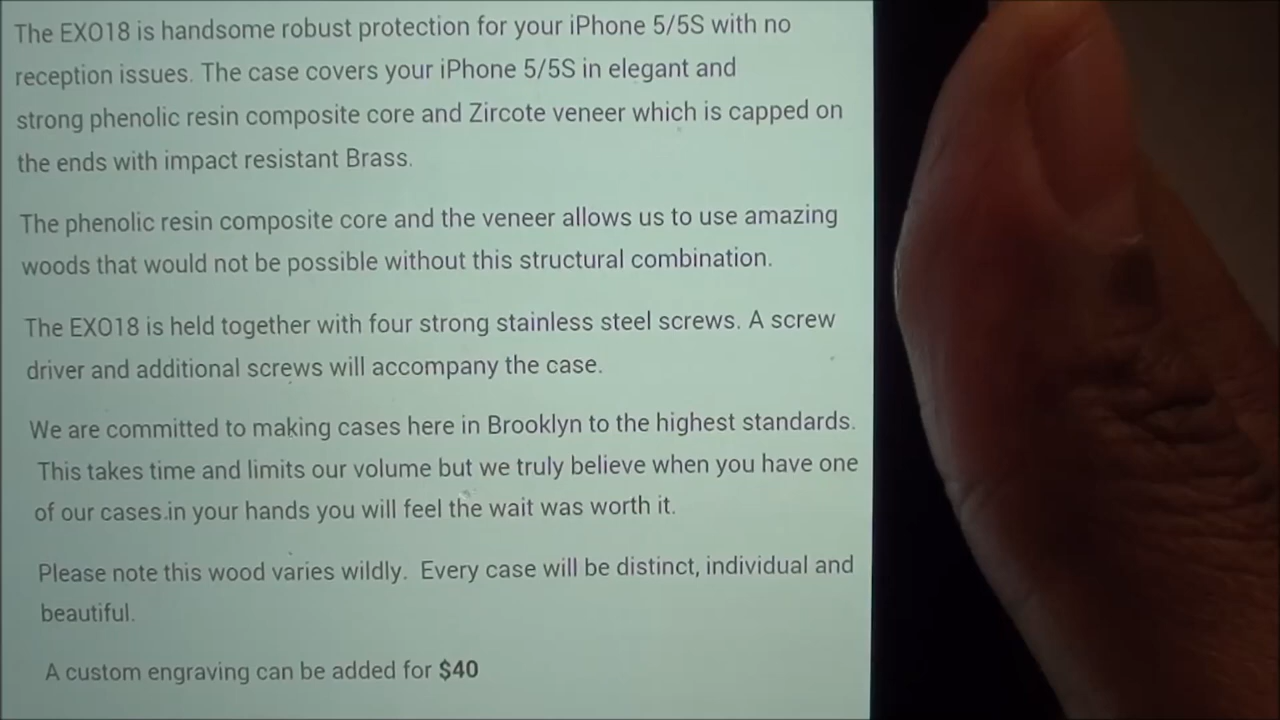 The EXO18 is handsome robust protection for your iPhone 5/5S with no
reception issues. The case covers your iPhone 5/5S in elegant and
strong phenolic resin composite core and Zircote veneer which is capped on
the ends with impact resistant Brass.
The phenolic resin composite core and the veneer allows us to use amazing
woods that would not be possible without this structural combination.
The EXO18 is held together with four strong stainless steel screws. A screw
driver and additional screws will accompany the case.
We are committed to making cases here in Brooklyn to the highest standards.
This takes time and limits our volume but we truly believe when you have one
of our cases in your hands you will feel the wait was worth it.
Please note this wood varies wildly. Every case will be distinct, individual and
beautiful.
A custom engraving can be added for $40